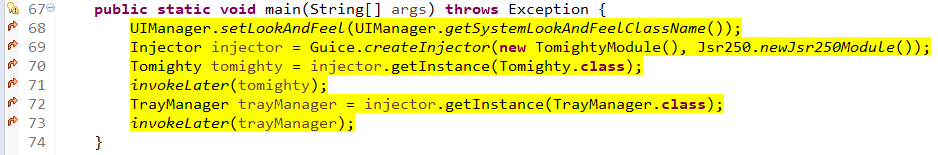 67 public static void main(String[] args) throws Exception {
68 UIManager.setLookAndFeel(UIManager.getSystemLookAndFeelClassName());
69 Injector injector = Guice.createInjector(new TomightyModule(), Jsr250.newJsr250Module());
70 Tomighty tomighty = injector.getInstance(Tomighty.class);
71 invokeLater(tomighty);
72 TrayManager trayManager = injector.getInstance(TrayManager.class);
73 invokeLater(trayManager);
74 }